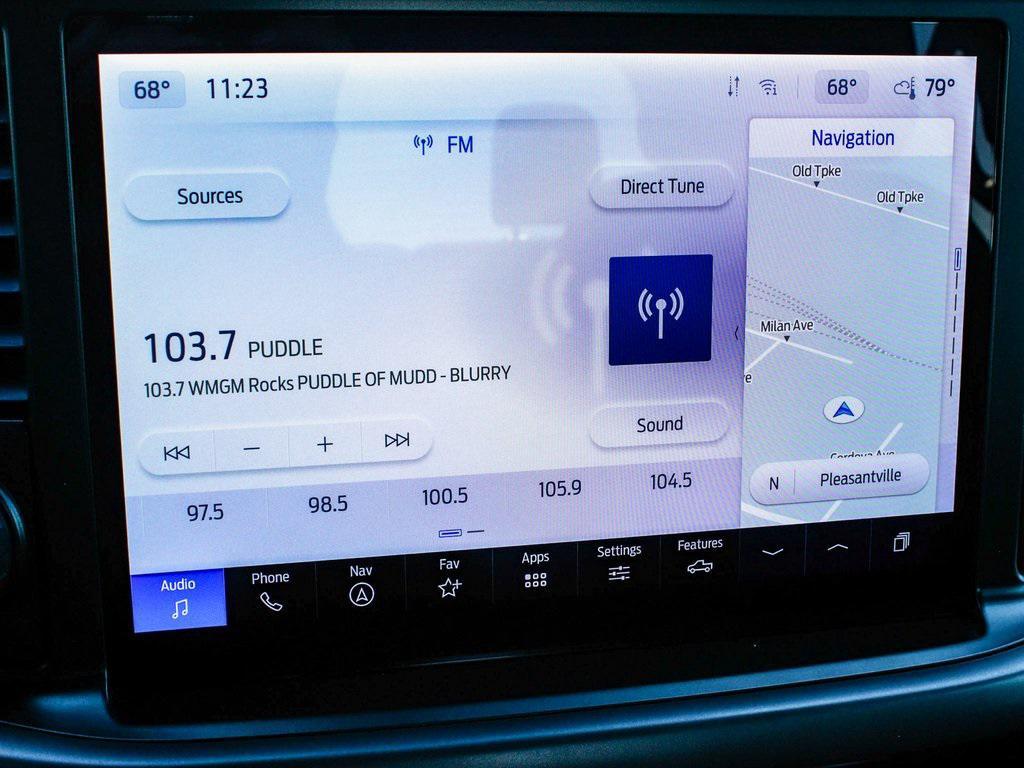 68° 11:23
68° 79°
FM
Navigation
Sources
Direct Tune
Old Tpke
Old Tpke
103.7 PUDDLE
103.7 WMGM Rocks PUDDLE OF MUDD - BLURRY
Milan Ave
Sound
Cordova Ave
N Pleasantville
97.5 98.5 100.5 105.9 104.5
Audio Phone Nav Fav Apps Settings Features